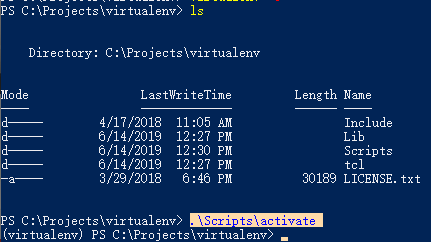 PS C:\Projects\virtualenv> ls
Directory: C:\Projects\virtualenv
Mode LastWriteTime Length Name
d----- 4/17/2018 11:05 AM Include
d----- 6/14/2019 12:27 PM Lib
d----- 6/14/2019 12:30 PM Scripts
d----- 6/14/2019 12:27 PM tcl
-a---- 3/29/2018 6:46 PM 30189 LICENSE.txt
PS C:\Projects\virtualenv> .\Scripts\activate
(virtualenv) PS C:\Projects\virtualenv>